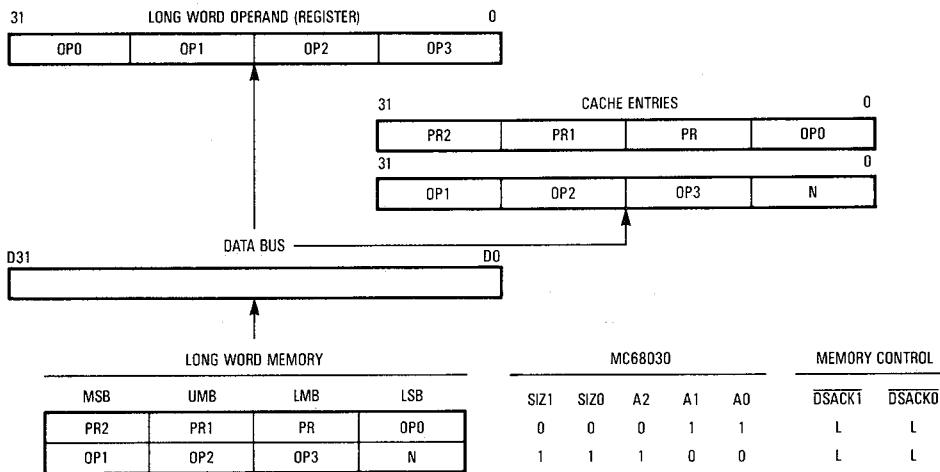 31 LONG WORD OPERAND (REGISTER) 0
OP0 OP1 OP2 OP3
31 CACHE ENTRIES 0
PR2 PR1 PR OP0
31 0
OP1 OP2 OP3 N
DATA BUS
D31 D0
LONG WORD MEMORY MC68030 MEMORY CONTROL
MSB UMB LMB LSB SIZ1 SIZ0 A2 A1 A0 DSACK1 DSACK0
PR2 PR1 PR OP0 0 0 0 1 1 L L
OP1 OP2 OP3 N 1 1 1 0 0 L L